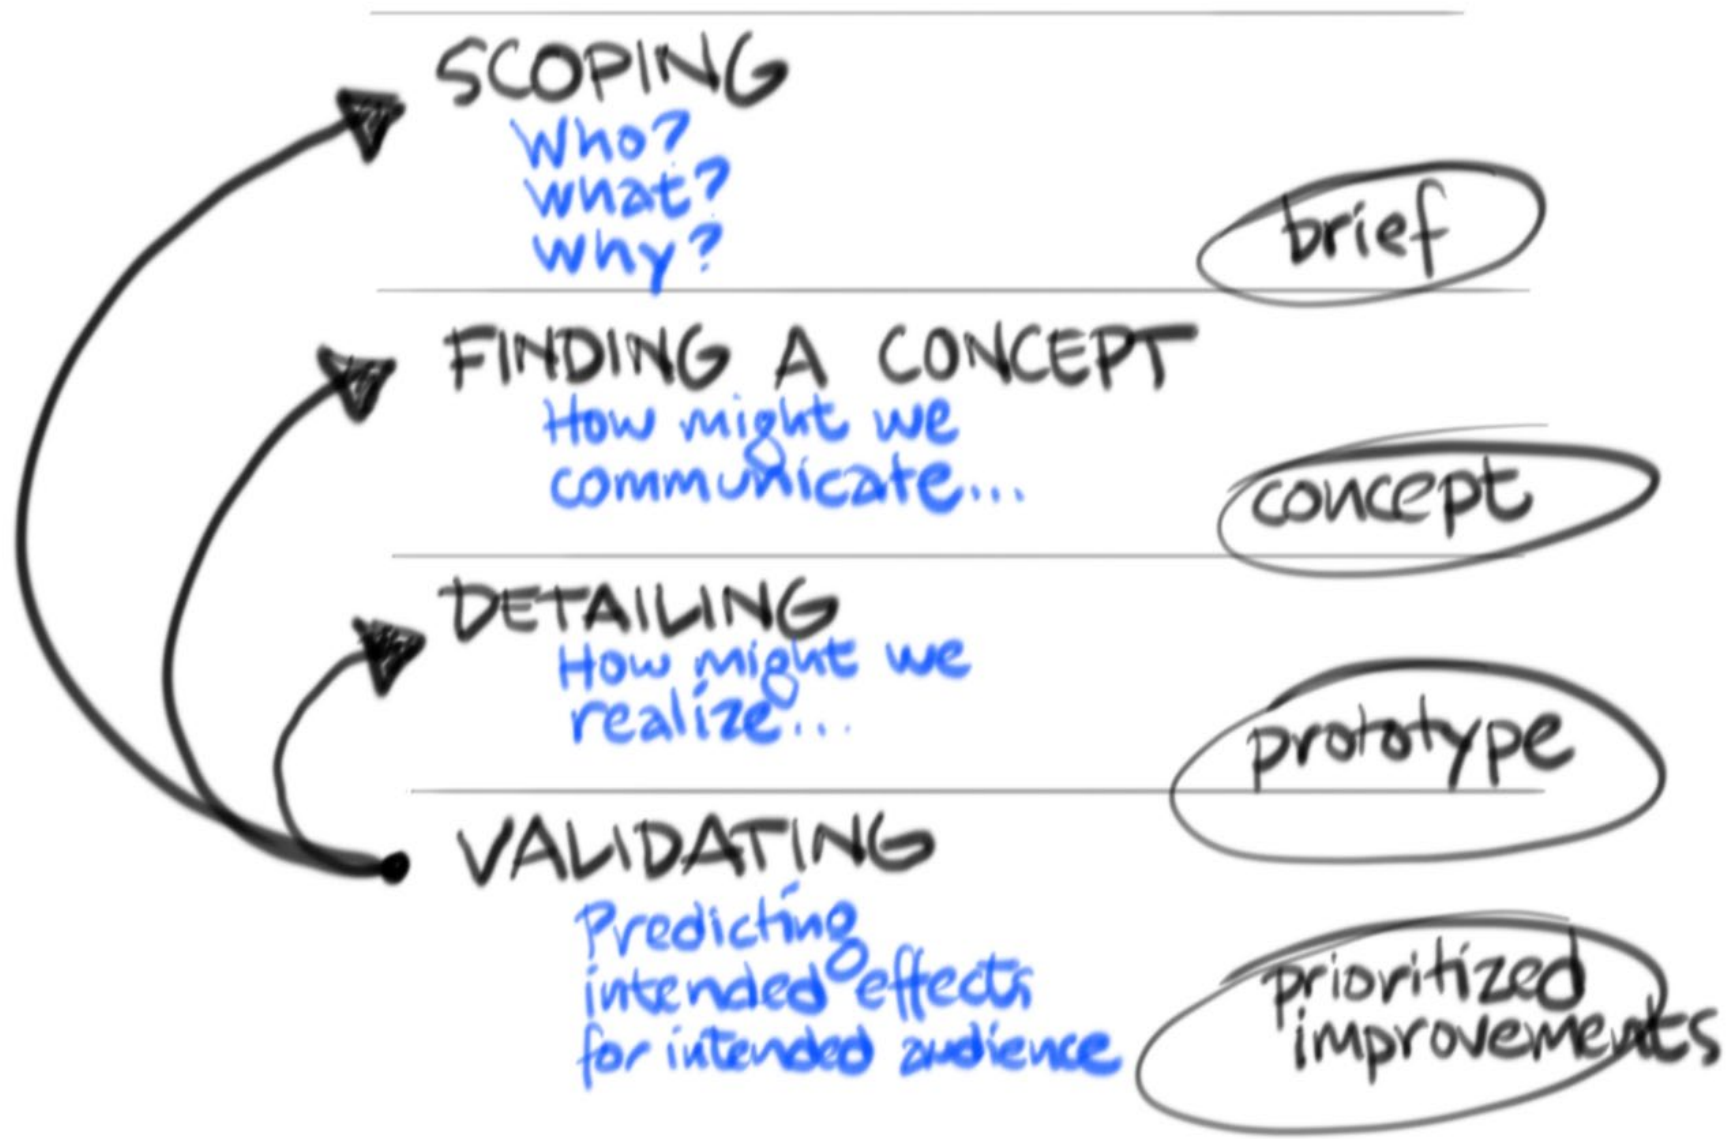 SCOPING
Who?
what?
why?
brief
FINDING A CONCEPT
How might we
communicate...
concept
DETAILING
How might we
realize...
prototype
VALIDATING
Predicting
intended effects
for intended audience
prioritized
improvements